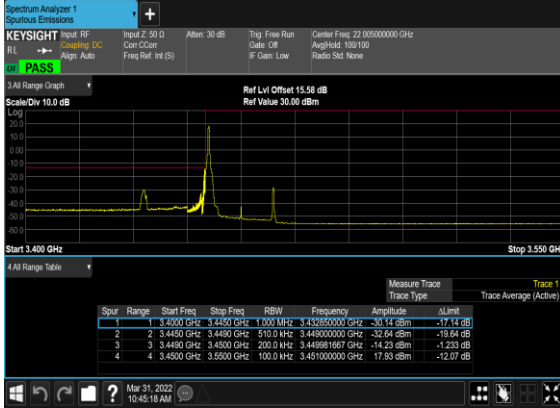 Spectrum Analyzer 1
Spurious Emissions
+
KEYSIGHT Input: RF Input Z: 50 Ω Atten: 30 dB Trig: Free Run Center Freq: 22.005000000 GHz
RL Coupling: DC Corr CCorr Gate: Off Avg|Hold: 100/100
Align: Auto Freq Ref: Int (S) IF Gain: Low Radio Std: None
LXI PASS
3 All Range Graph
Ref Lvl Offset 15.58 dB
Scale/Div 10.0 dB Ref Value 30.00 dBm
Log
20.0
10.0
0.00
-10.0
-20.0
-30.0
-40.0
-50.0
-60.0
Start 3.400 GHz Stop 3.550 GH
4 All Range Table
Measure Trace Trace 1
Trace Type Trace Average (Active)
Spur Range Start Freq Stop Freq RBW Frequency Amplitude ΔLimit
1 1 3.4000 GHz 3.4450 GHz 1.000 MHz 3.432850000 GHz -30.14 dBm -17.14 dB
2 2 3.4450 GHz 3.4490 GHz 510.0 kHz 3.449000000 GHz -32.64 dBm -19.64 dB
3 3 3.4490 GHz 3.4500 GHz 200.0 kHz 3.449981667 GHz -14.23 dBm -1.233 dB
4 4 3.4500 GHz 3.5500 GHz 100.0 kHz 3.451000000 GHz 17.93 dBm -12.07 dB
?
Mar 31, 2022
10:45:18 AM